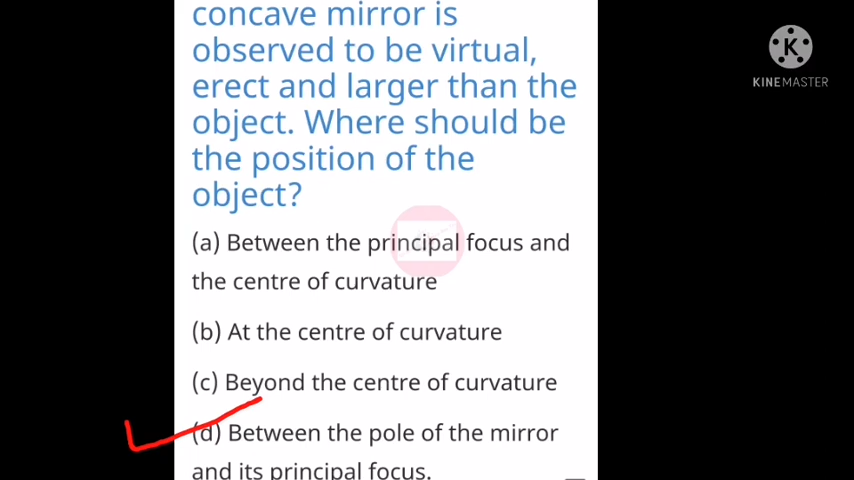 concave mirror is
observed to be virtual,
erect and larger than the
object. Where should be
the position of the
object?
(a) Between the principal focus and
the centre of curvature
(b) At the centre of curvature
(c) Beyond the centre of curvature
(d) Between the pole of the mirror
and its principal focus.
K
KINEMASTER